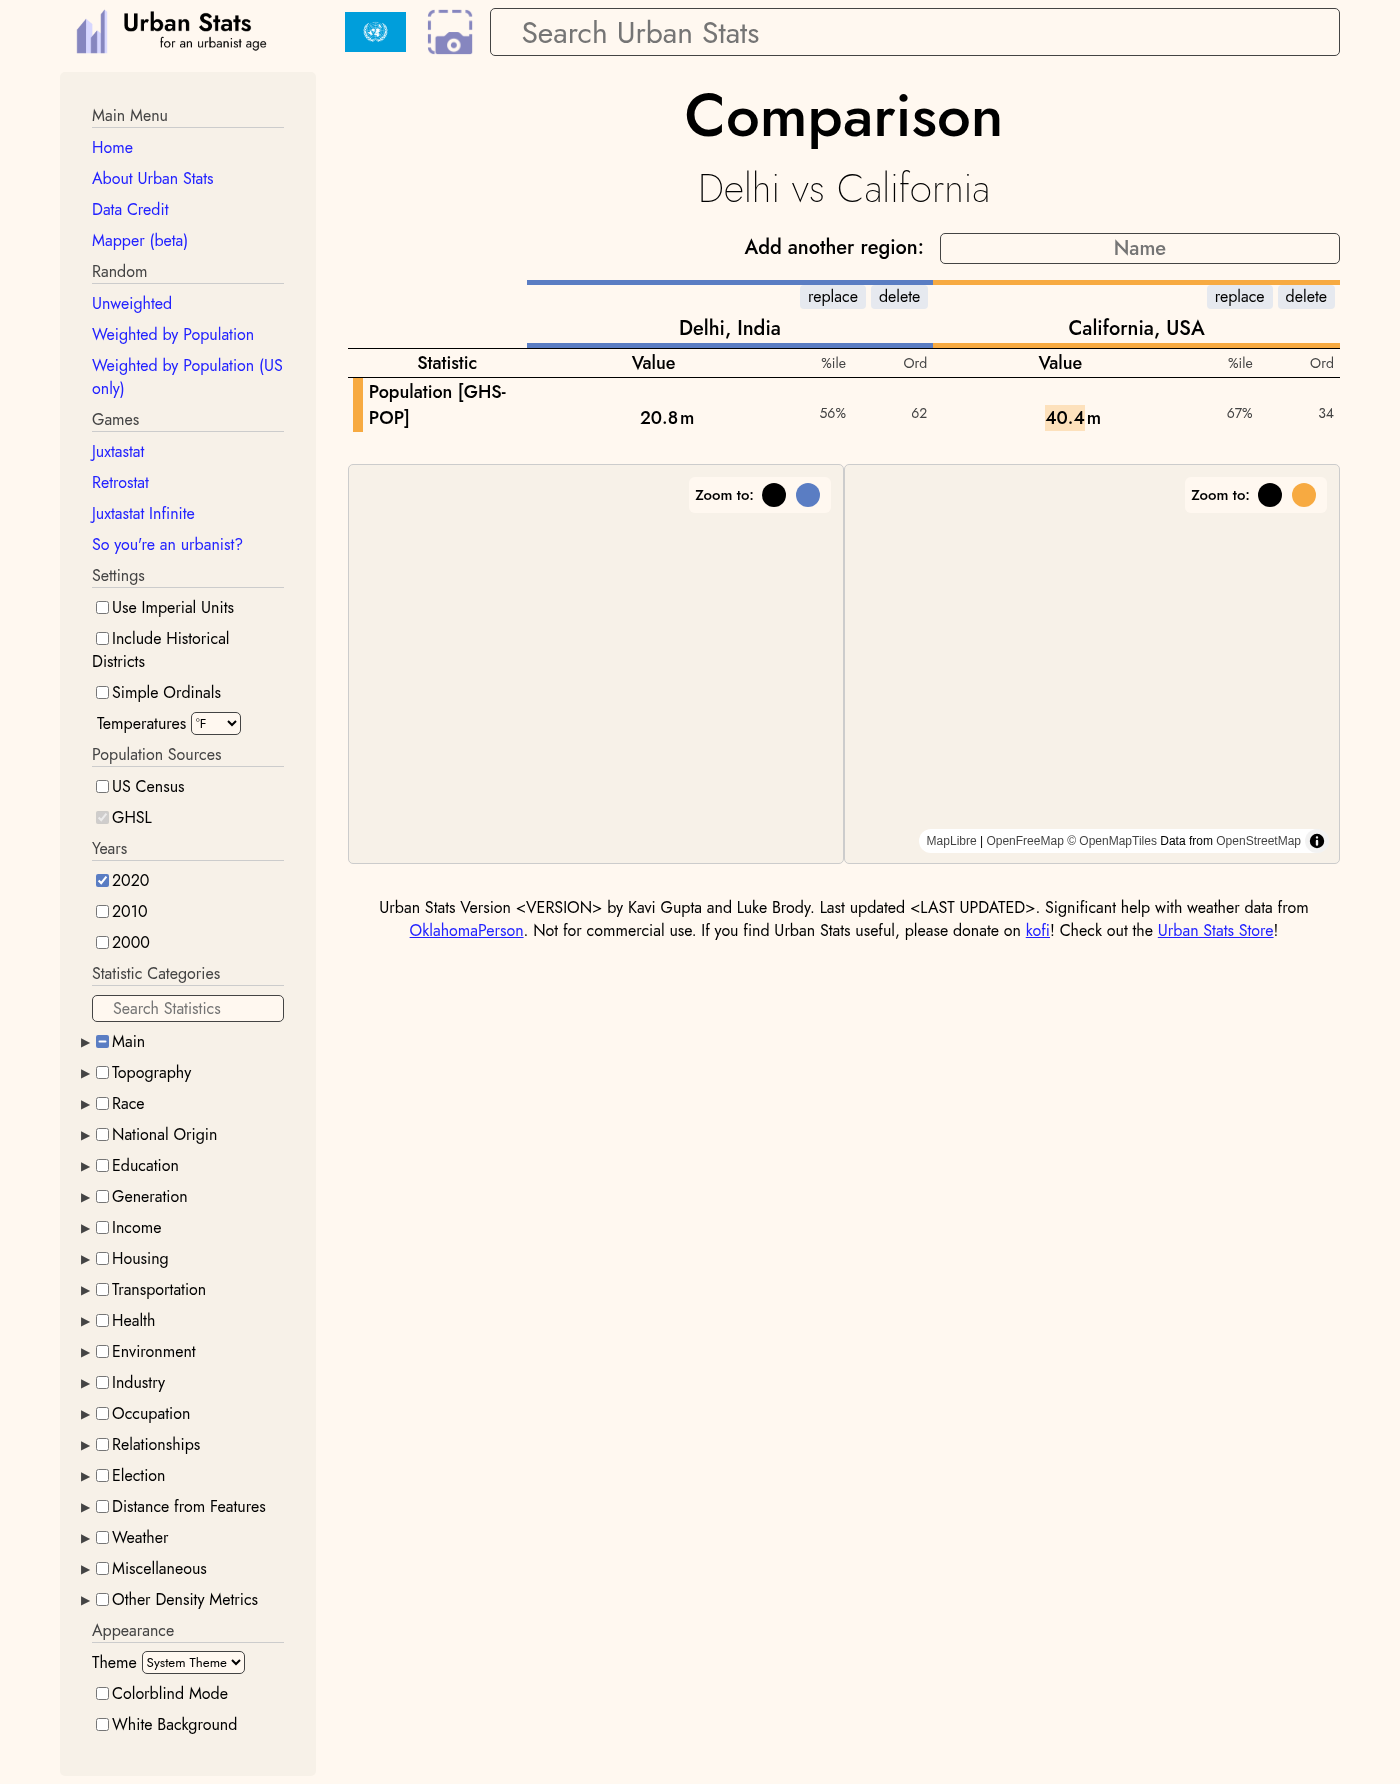 Urban Stats
for an urbanist age
Search Urban Stats
Main Menu
Home
About Urban Stats
Data Credit
Mapper (beta)
Random
Unweighted
Weighted by Population
Weighted by Population (US
only)
Games
Juxtastat
Retrostat
Juxtastat Infinite
So you're an urbanist?
Settings
Use Imperial Units
Include Historical
Districts
Simple Ordinals
Temperatures °F
Population Sources
US Census
GHSL
Years
2020
2010
2000
Statistic Categories
Search Statistics
Main
Topography
Race
National Origin
Education
Generation
Income
Housing
Transportation
Health
Environment
Industry
Occupation
Relationships
Election
Distance from Features
Weather
Miscellaneous
Other Density Metrics
Appearance
Theme System Theme
Colorblind Mode
White Background
Comparison
Delhi vs California
Add another region: Name
replace delete replace delete
Delhi, India California, USA
Statistic Value %ile Ord Value %ile Ord
Population [GHS-
POP] 20.8m 56% 62 40.4m 67% 34
Zoom to: Zoom to:
MapLibre | OpenFreeMap © OpenMapTiles Data from OpenStreetMap
Urban Stats Version <VERSION> by Kavi Gupta and Luke Brody. Last updated <LAST UPDATED>. Significant help with weather data from
OklahomaPerson. Not for commercial use. If you find Urban Stats useful, please donate on kofi! Check out the Urban Stats Store!